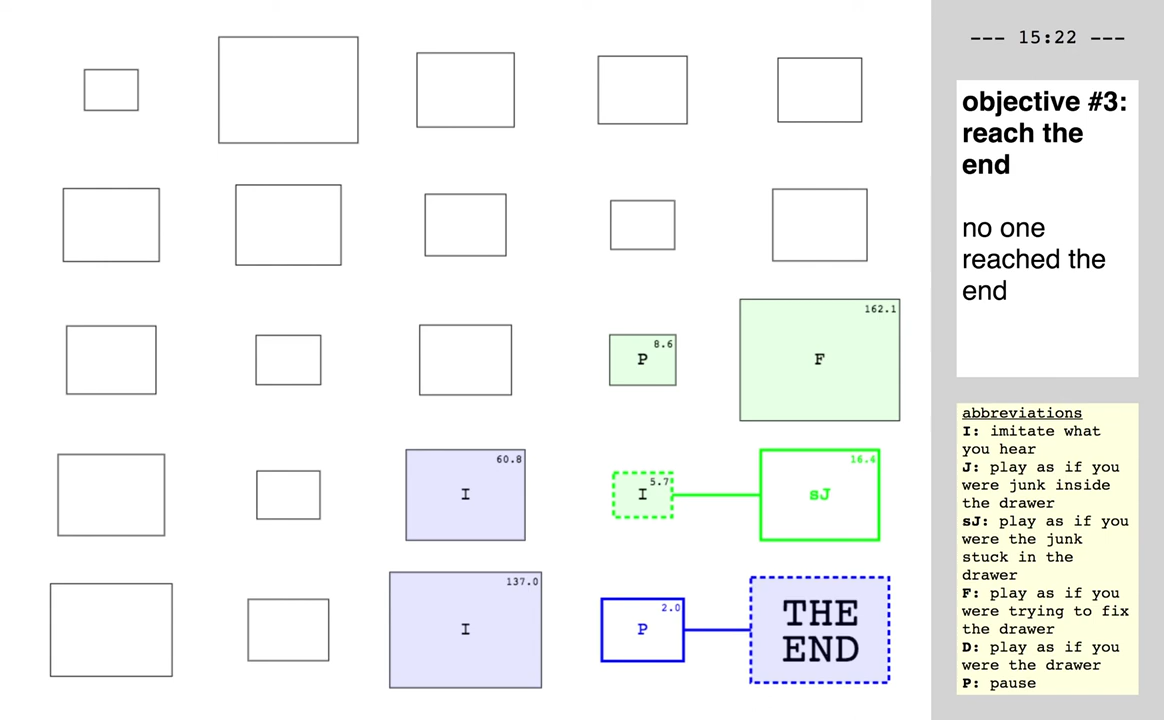 --- 15:22 ---
objective #3:
reach the
end
no one
reached the
end
162.1
F
8.6
P
60.8
I
5.7
I
16.4
sJ
137.0
I
2.0
P
THE
END
abbreviations
I: imitate what
you hear
J: play as if you
were junk inside
the drawer
sJ: play as if you
were the junk
stuck in the
drawer
F: play as if you
were trying to fix
the drawer
D: play as if you
were the drawer
P: pause